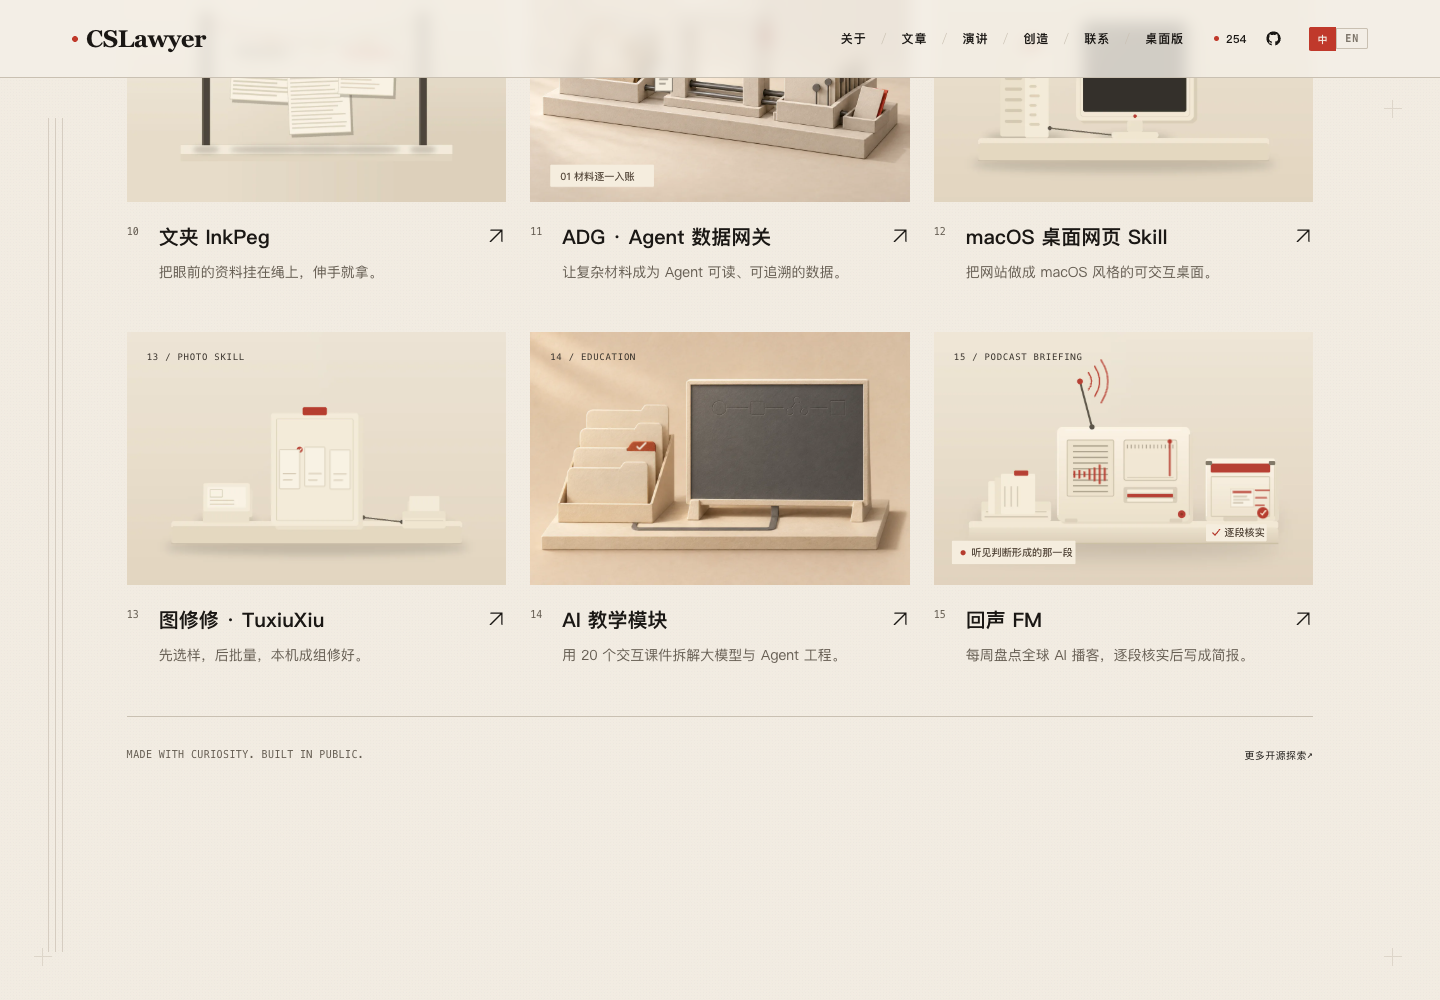 CSLawyer
关于 / 文章 / 演讲 / 创造 / 联系 / 桌面版
254
中 EN
01 材料逐一入账
10 文夹 InkPeg
把眼前的资料挂在绳上，伸手就拿。
11 ADG · Agent 数据网关
让复杂材料成为 Agent 可读、可追溯的数据。
12 macOS 桌面网页 Skill
把网站做成 macOS 风格的可交互桌面。
13 / PHOTO SKILL
14 / EDUCATION
15 / PODCAST BRIEFING
逐段核实
听见判断形成的那一段
13 图修修 · TuxiuXiu
先选样，后批量，本机成组修好。
14 AI 教学模块
用 20 个交互课件拆解大模型与 Agent 工程。
15 回声 FM
每周盘点全球 AI 播客，逐段核实后写成简报。
MADE WITH CURIOSITY. BUILT IN PUBLIC.
更多开源探索↗